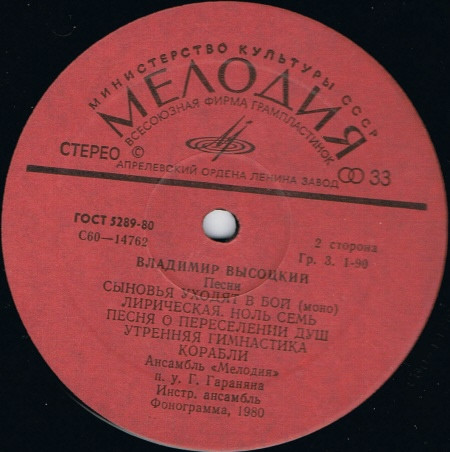 МИНИСТЕРСТВО КУЛЬТУРЫ СССР
МЕЛОДИЯ
ВСЕСОЮЗНАЯ ФИРМА ГРАМПЛАСТИНОК
СТЕРЕО ©
АПРЕЛЕВСКИЙ ОРДЕНА ЛЕНИНА ЗАВОД
33
ГОСТ 5289-80
С60—14762
2 сторона
Гр. 3. 1-90
ВЛАДИМИР ВЫСОЦКИЙ
Песни
СЫНОВЬЯ УХОДЯТ В БОЙ (моно)
ЛИРИЧЕСКАЯ. НОЛЬ СЕМЬ
ПЕСНЯ О ПЕРЕСЕЛЕНИИ ДУШ
УТРЕННЯЯ ГИМНАСТИКА
КОРАБЛИ
Ансамбль «Мелодия»
п. у. Г. Гараняна
Инстр. ансамбль
Фонограмма, 1980